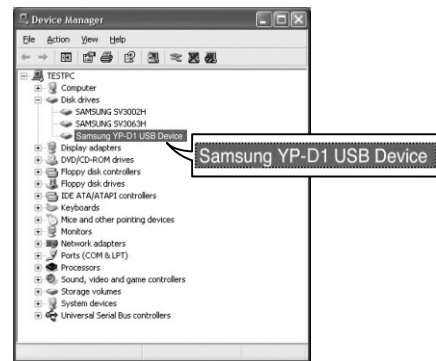 Device Manager
File Action View Help
TESTPC
Computer
Disk drives
SAMSUNG SV3002H
SAMSUNG SV3063H
Samsung YP-D1 USB Device
Samsung YP-D1 USB Device
Display adapters
DVD/CD-ROM drives
Floppy disk controllers
Floppy disk drives
IDE ATA/ATAPI controllers
Keyboards
Mice and other pointing devices
Monitors
Network adapters
Ports (COM & LPT)
Processors
Sound, video and game controllers
Storage volumes
System devices
Universal Serial Bus controllers